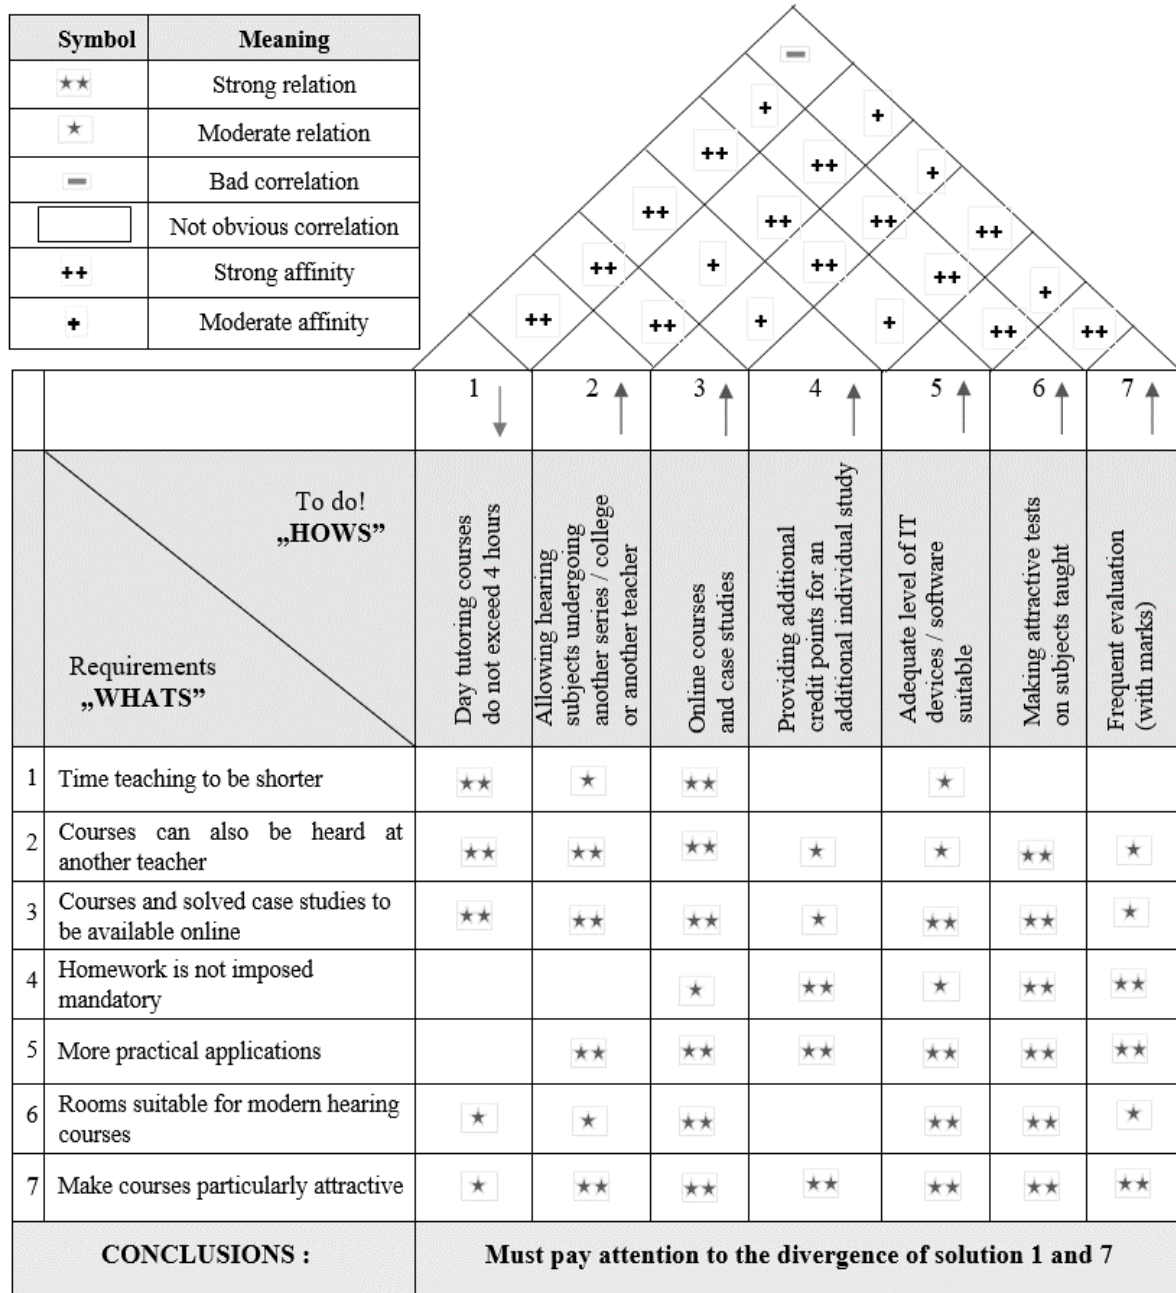 Symbol Meaning
★★ Strong relation
★ Moderate relation
▬ Bad correlation
Not obvious correlation
++ Strong affinity
+ Moderate affinity
▬
+ +
++ ++ +
++ ++ ++ ++
++ + ++ ++ +
++ ++ + + ++ ++
1 ↓ 2 ↑ 3 ↑ 4 ↑ 5 ↑ 6 ↑ 7 ↑
To do!
„HOWS”
Requirements
„WHATS”
Day tutoring courses
do not exceed 4 hours
Allowing hearing
subjects undergoing
another series / college
or another teacher
Online courses
and case studies
Providing additional
credit points for an
additional individual study
Adequate level of IT
devices / software
suitable
Making attractive tests
on subjects taught
Frequent evaluation
(with marks)
1 Time teaching to be shorter ★★ ★ ★★ ★
2 Courses can also be heard at
another teacher ★★ ★★ ★★ ★ ★ ★★ ★
3 Courses and solved case studies to
be available online ★★ ★★ ★★ ★ ★★ ★★ ★
4 Homework is not imposed
mandatory ★ ★★ ★ ★★ ★★
5 More practical applications ★★ ★★ ★★ ★★ ★★ ★★
6 Rooms suitable for modern hearing
courses ★ ★ ★★ ★★ ★★ ★
7 Make courses particularly attractive ★ ★★ ★★ ★★ ★★ ★★ ★★
CONCLUSIONS : Must pay attention to the divergence of solution 1 and 7